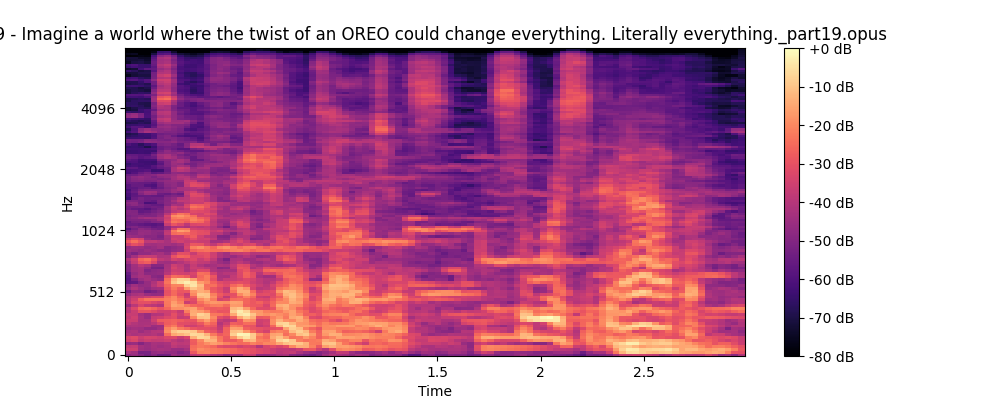 9 - Imagine a world where the twist of an OREO could change everything. Literally everything._part19.opus
+0 dB
4096
2048
1024
512
0
Hz
-10 dB
-20 dB
-30 dB
-40 dB
-50 dB
-60 dB
-70 dB
-80 dB
0
0.5
1
1.5
2
2.5
Time